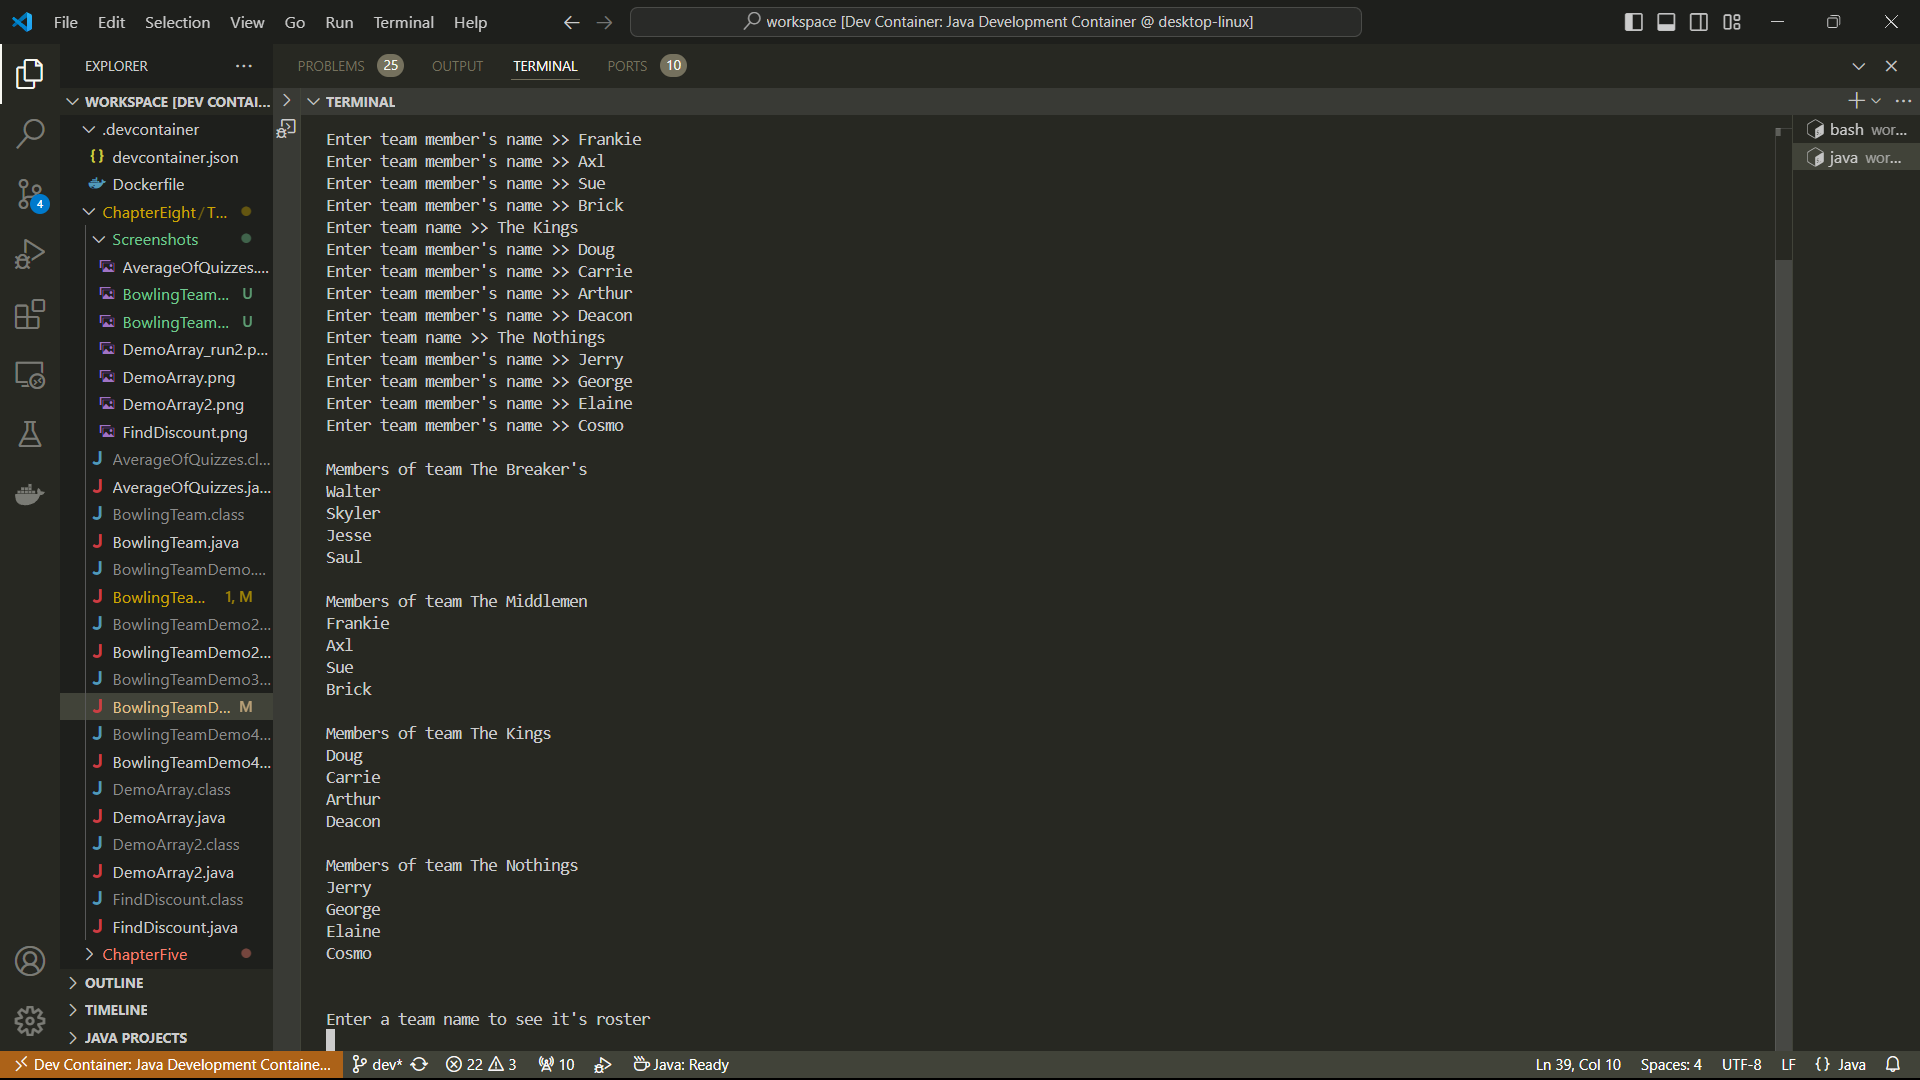 File Edit Selection View Go Run Terminal Help
workspace [Dev Container: Java Development Container @ desktop-linux]
EXPLORER
PROBLEMS 25 OUTPUT TERMINAL PORTS 10
WORKSPACE [DEV CONTAI...
.devcontainer
{} devcontainer.json
Dockerfile
ChapterEight / T...
Screenshots
AverageOfQuizzes....
BowlingTeam... U
BowlingTeam... U
DemoArray_run2.p...
DemoArray.png
DemoArray2.png
FindDiscount.png
J AverageOfQuizzes.cl...
J AverageOfQuizzes.ja...
J BowlingTeam.class
J BowlingTeam.java
J BowlingTeamDemo....
J BowlingTea... 1, M
J BowlingTeamDemo2...
J BowlingTeamDemo2...
J BowlingTeamDemo3...
J BowlingTeamD... M
J BowlingTeamDemo4...
J BowlingTeamDemo4...
J DemoArray.class
J DemoArray.java
J DemoArray2.class
J DemoArray2.java
J FindDiscount.class
J FindDiscount.java
ChapterFive
OUTLINE
TIMELINE
JAVA PROJECTS
4
TERMINAL
Enter team member's name >> Frankie
Enter team member's name >> Axl
Enter team member's name >> Sue
Enter team member's name >> Brick
Enter team name >> The Kings
Enter team member's name >> Doug
Enter team member's name >> Carrie
Enter team member's name >> Arthur
Enter team member's name >> Deacon
Enter team name >> The Nothings
Enter team member's name >> Jerry
Enter team member's name >> George
Enter team member's name >> Elaine
Enter team member's name >> Cosmo
Members of team The Breaker's
Walter
Skyler
Jesse
Saul
Members of team The Middlemen
Frankie
Axl
Sue
Brick
Members of team The Kings
Doug
Carrie
Arthur
Deacon
Members of team The Nothings
Jerry
George
Elaine
Cosmo
Enter a team name to see it's roster
bash wor...
java wor...
Dev Container: Java Development Containe... dev* 22 3 10 Java: Ready Ln 39, Col 10 Spaces: 4 UTF-8 LF {} Java